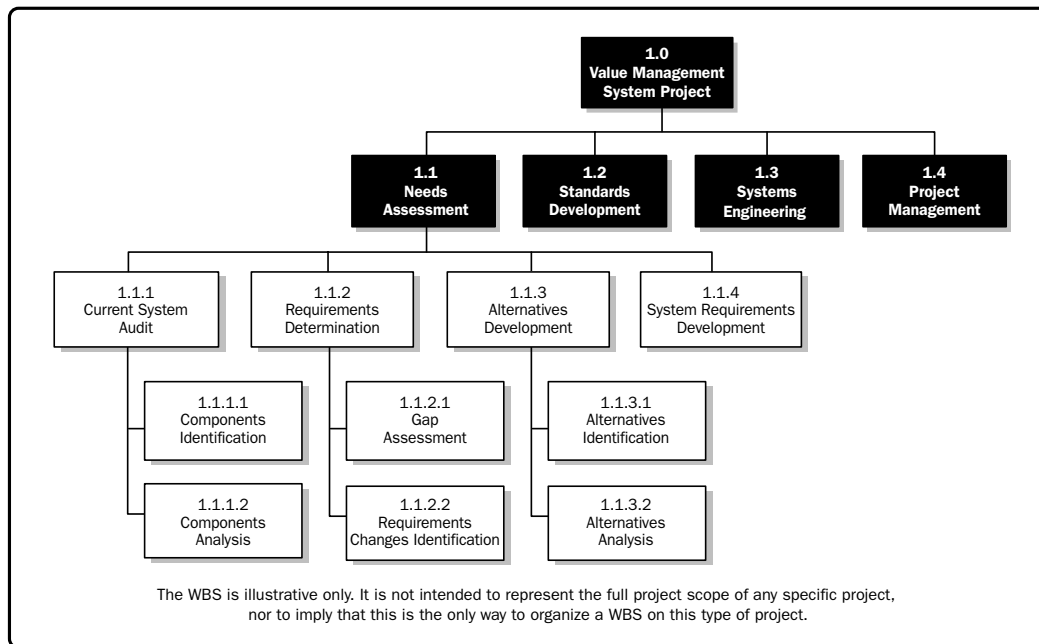 1.0
Value Management
System Project
1.1
Needs
Assessment
1.2
Standards
Development
1.3
Systems
Engineering
1.4
Project
Management
1.1.1
Current System
Audit
1.1.2
Requirements
Determination
1.1.3
Alternatives
Development
1.1.4
System Requirements
Development
1.1.1.1
Components
Identification
1.1.2.1
Gap
Assessment
1.1.3.1
Alternatives
Identification
1.1.1.2
Components
Analysis
1.1.2.2
Requirements
Changes Identification
1.1.3.2
Alternatives
Analysis
The WBS is illustrative only. It is not intended to represent the full project scope of any specific project,
nor to imply that this is the only way to organize a WBS on this type of project.